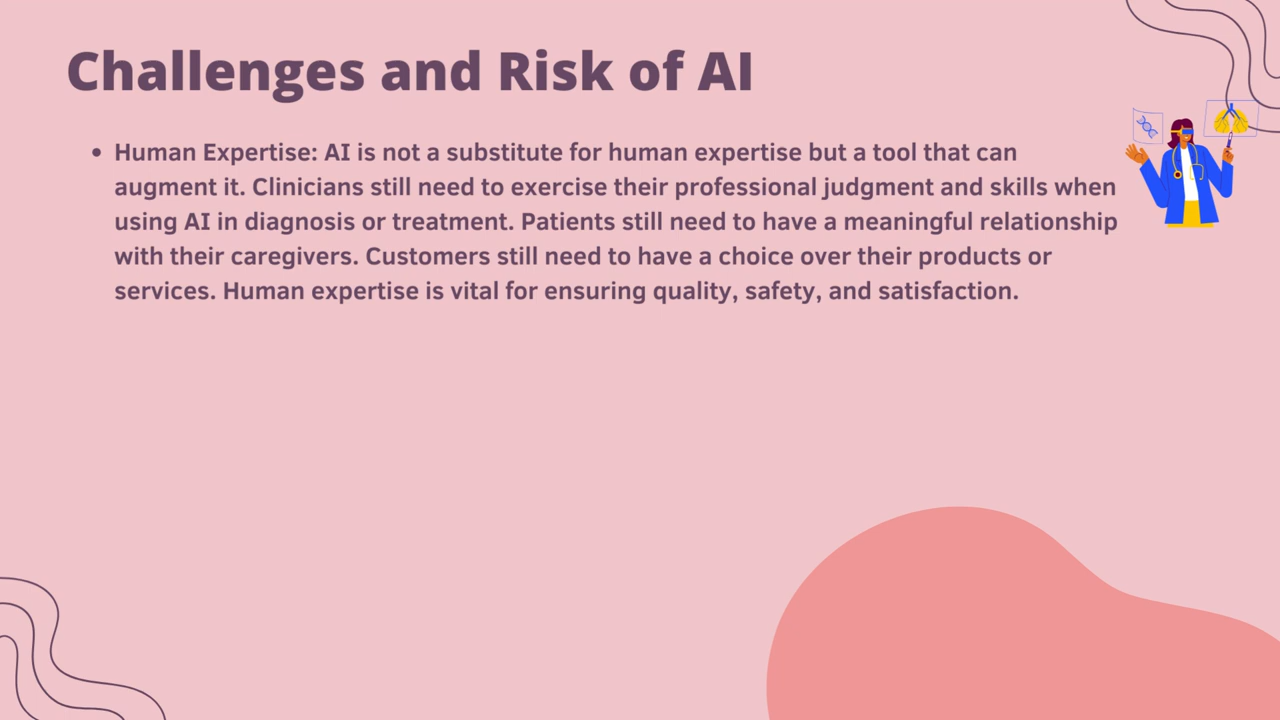 Challenges and Risk of AI
• Human Expertise: AI is not a substitute for human expertise but a tool that can
augment it. Clinicians still need to exercise their professional judgment and skills when
using AI in diagnosis or treatment. Patients still need to have a meaningful relationship
with their caregivers. Customers still need to have a choice over their products or
services. Human expertise is vital for ensuring quality, safety, and satisfaction.